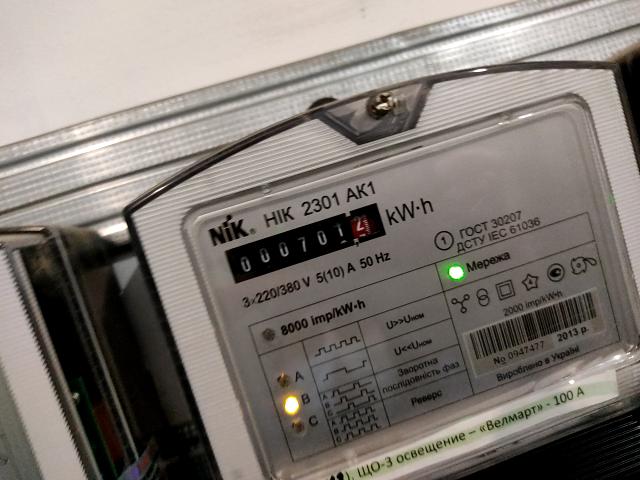 NiK® НІК 2301 АК1
0007012 kW·h
3x220/380 V 5(10) A 50 Hz
1 ГОСТ 30207
ДСТУ IEC 61036
Мережа
8000 imp/kW·h
A
B
C
U>>Uном
U<<Uном
Зворотна
послідовність фаз
Реверс
2000 imp/kW·h
2013 р.
No 0947477
Вироблено в Україні
ЩО-3 освещение – «Велмарт» - 100 А